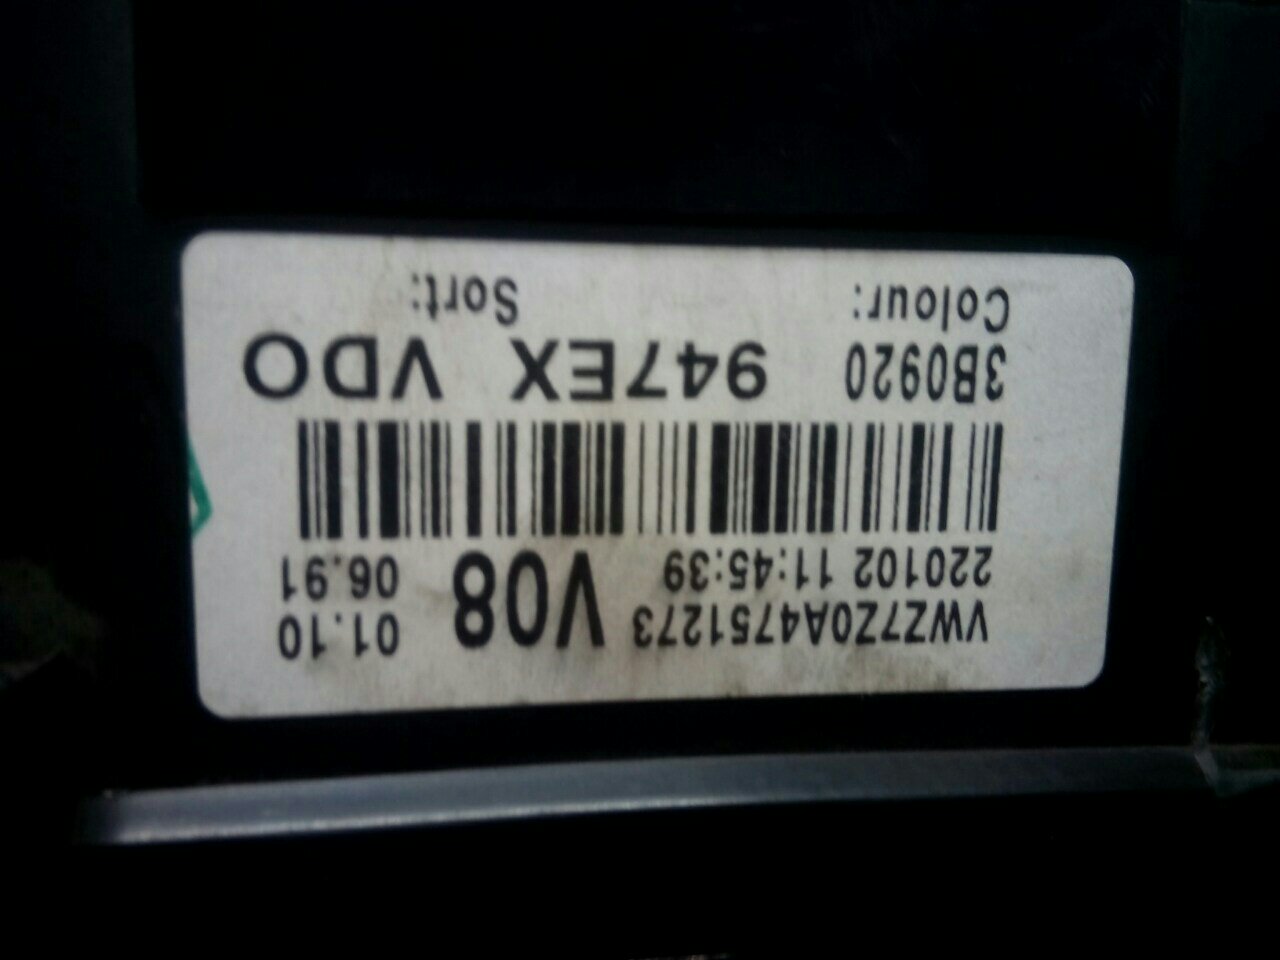 VWZ7Z0A4751273 V08 01.10
220102 11:45:39 06.91
3B0920 947EX VDO
Colour: Sort: